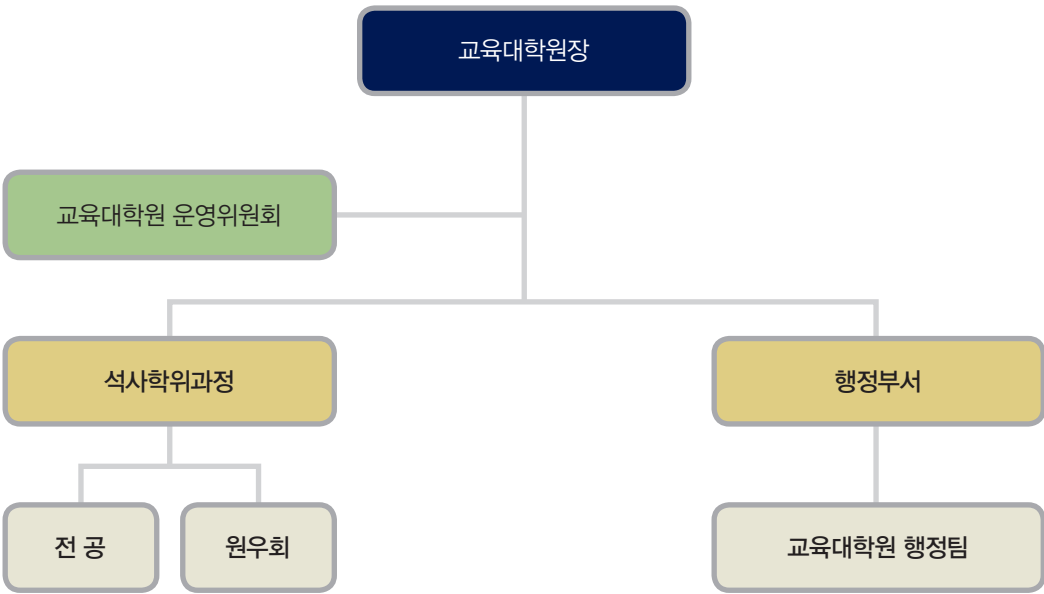 교육대학원장
교육대학원 운영위원회
석사학위과정
행정부서
전 공
원우회
교육대학원 행정팀